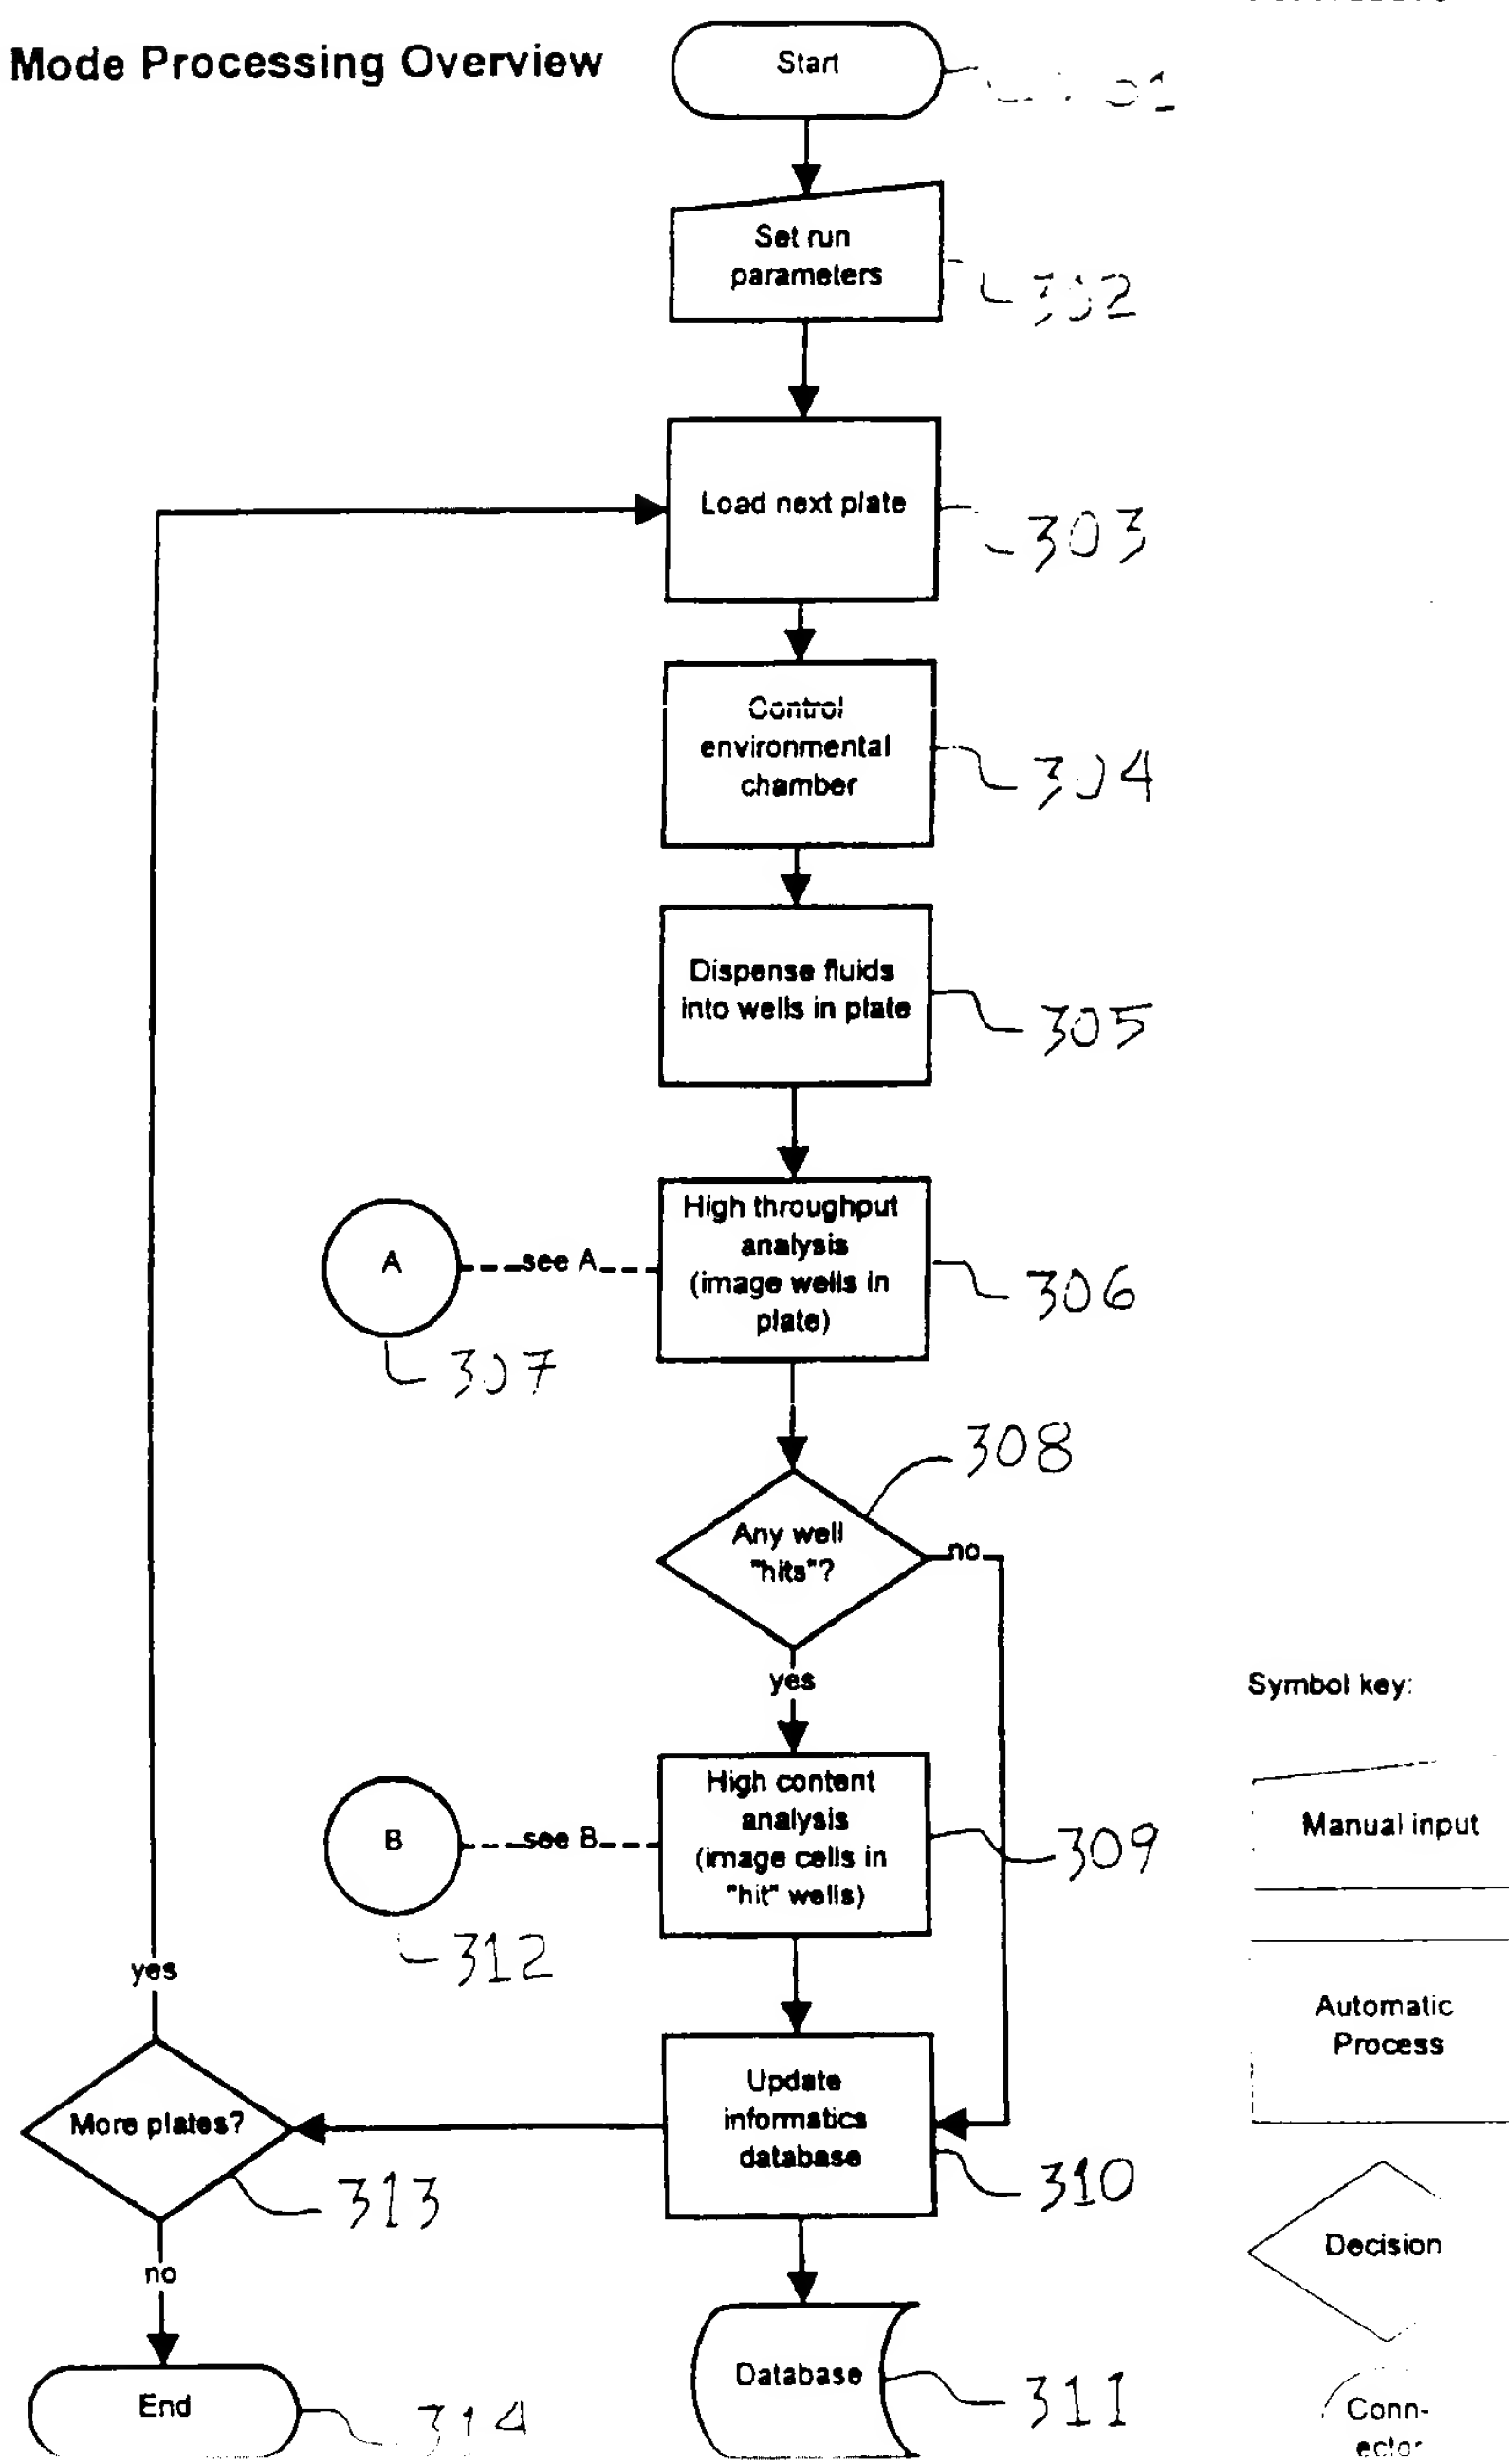 Mode Processing Overview
Start
Set run
parameters
302
Load next plate
303
Control
environmental
chamber
304
Dispense fluids
into wells in plate
305
High throughput
analysis
(image wells in
plate)
306
A
see A
307
308
Any well
"hits"?
no
yes
High content
analysis
(image cells in
"hit" wells)
309
B
see B
312
yes
Update
informatics
database
310
More plates?
313
no
End
314
Database
311
Symbol key:
Manual input
Automatic
Process
Decision
Conn-
ector